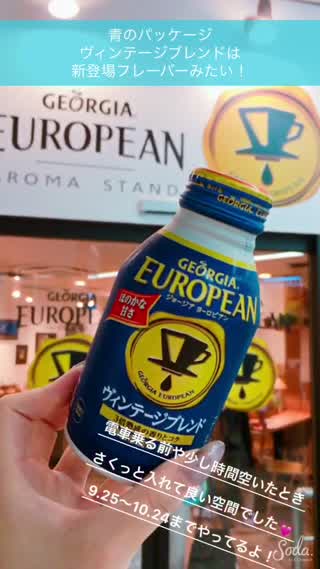 青のパッケージ
ヴィンテージブレンドは
新登場フレーバーみたい！
GEORGIA
EUROPEAN
AROMA STAND
GEORGIA
GEORGIA
EUROPEAN
ジョージア ヨーロピアン
ほのかな
甘さ
GEORGIA
GEORGIA EUROPEAN
ヴィンテージブレンド
電車乗る前や少し時間空いたとき
さくっと入れて良い空間でした💕
9.25〜10.24までやってるよ！
Soda.